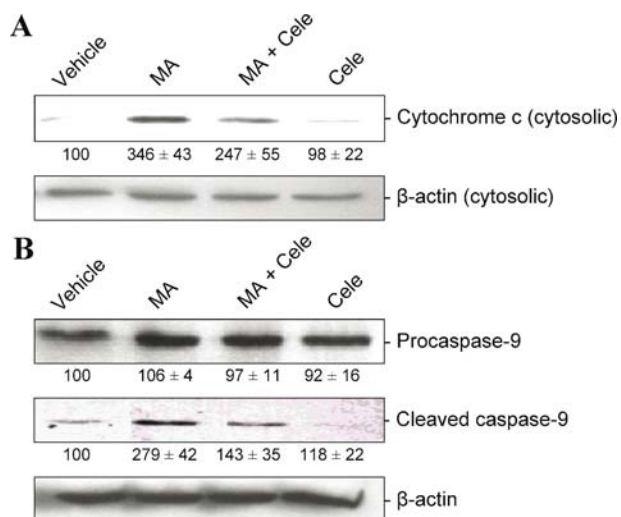 A
Vehicle MA MA + Cele Cele
Cytochrome c (cytosolic)
100 346 ± 43 247 ± 55 98 ± 22
β-actin (cytosolic)
B
Vehicle MA MA + Cele Cele
Procaspase-9
100 106 ± 4 97 ± 11 92 ± 16
Cleaved caspase-9
100 279 ± 42 143 ± 35 118 ± 22
β-actin